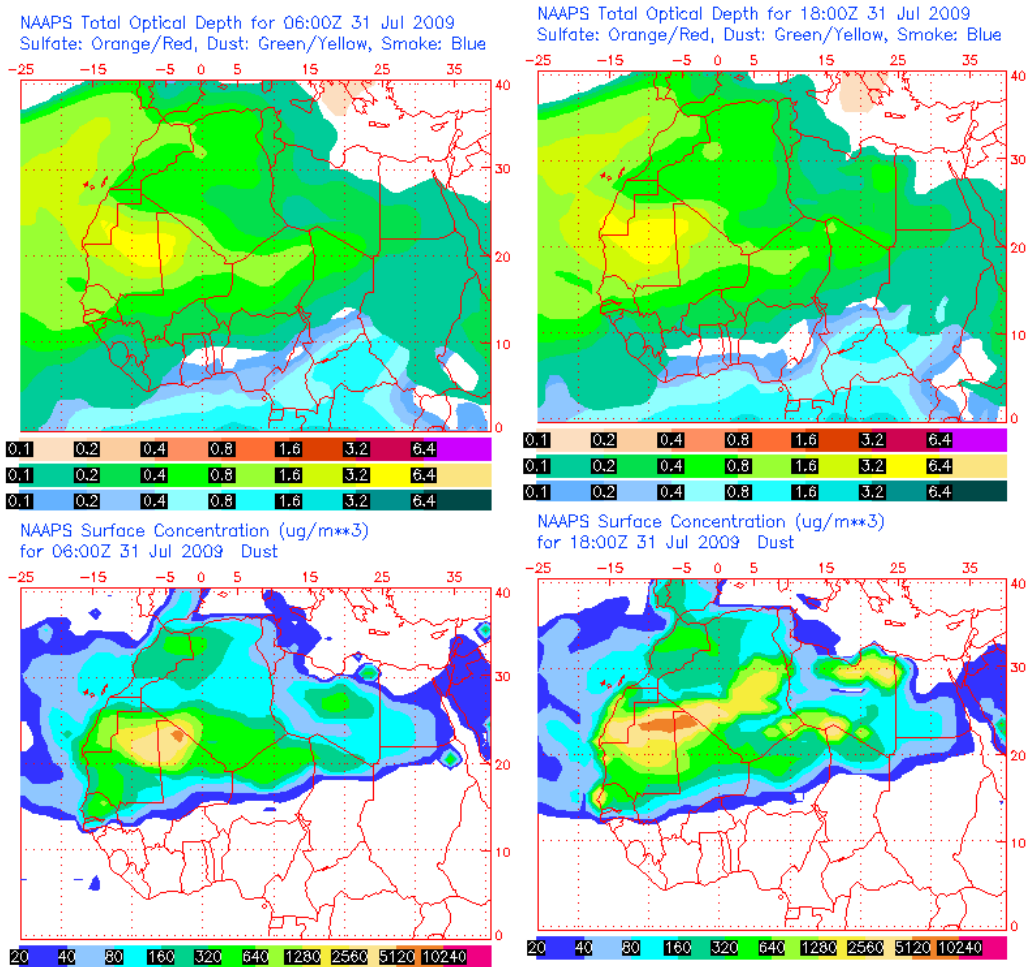 NAAPS Total Optical Depth for 06:00Z 31 Jul 2009
Sulfate: Orange/Red, Dust: Green/Yellow, Smoke: Blue
-25 -15 -5 0 5 15 25 35
40
30
20
10
0
0.1 0.2 0.4 0.8 1.6 3.2 6.4
0.1 0.2 0.4 0.8 1.6 3.2 6.4
0.1 0.2 0.4 0.8 1.6 3.2 6.4
NAAPS Total Optical Depth for 18:00Z 31 Jul 2009
Sulfate: Orange/Red, Dust: Green/Yellow, Smoke: Blue
-25 -15 -5 0 5 15 25 35
40
30
20
10
0
0.1 0.2 0.4 0.8 1.6 3.2 6.4
0.1 0.2 0.4 0.8 1.6 3.2 6.4
0.1 0.2 0.4 0.8 1.6 3.2 6.4
NAAPS Surface Concentration (ug/m**3)
for 06:00Z 31 Jul 2009 Dust
-25 -15 -5 0 5 15 25 35
40
30
20
10
0
20 40 80 160 320 640 1280 2560 5120 10240
NAAPS Surface Concentration (ug/m**3)
for 18:00Z 31 Jul 2009 Dust
-25 -15 -5 0 5 15 25 35
40
30
20
10
0
20 40 80 160 320 640 1280 2560 5120 10240